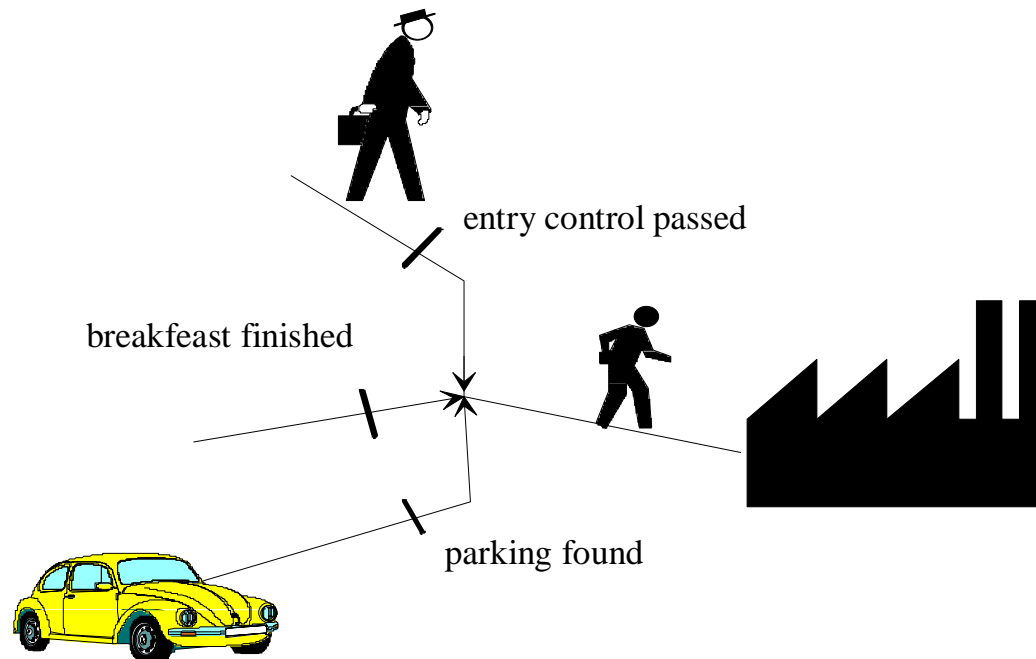 entry control passed
breakfeast finished
parking found